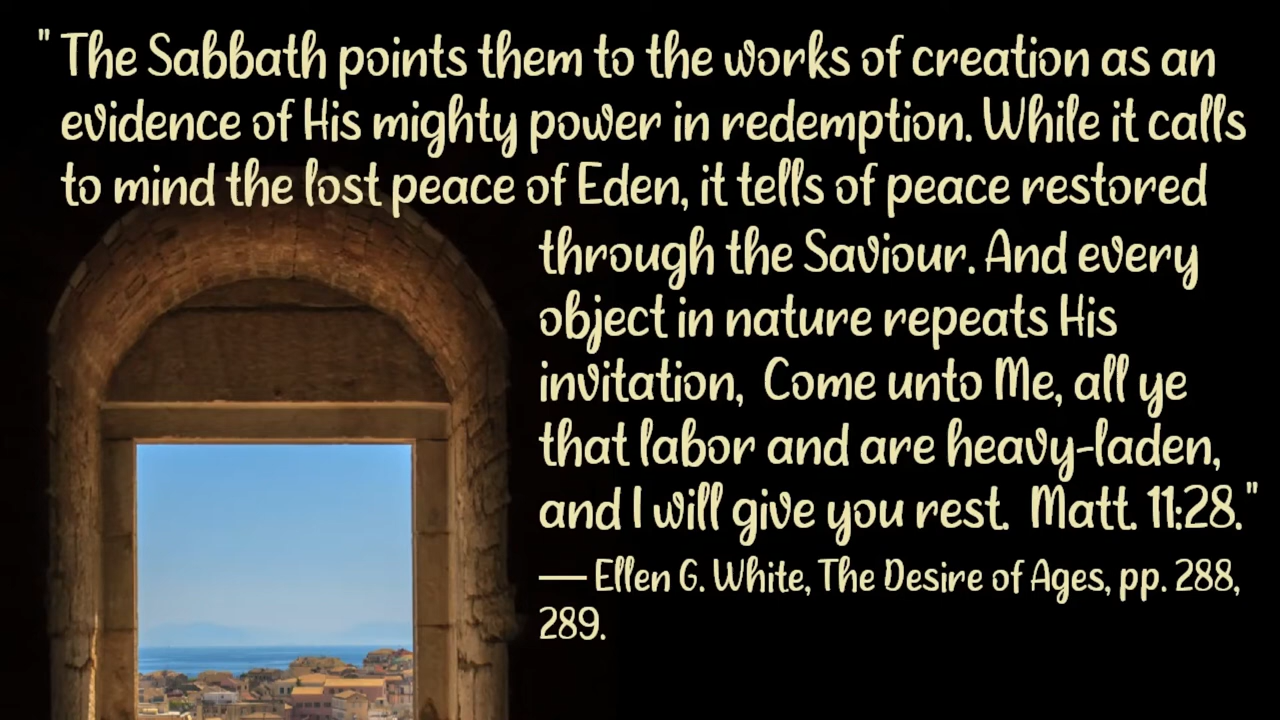 " The Sabbath points them to the works of creation as an
evidence of His mighty power in redemption. While it calls
to mind the lost peace of Eden, it tells of peace restored
through the Saviour. And every
object in nature repeats His
invitation,  Come unto Me, all ye
that labor and are heavy-laden,
and I will give you rest.  Matt. 11:28."
— Ellen G. White, The Desire of Ages, pp. 288,
289.